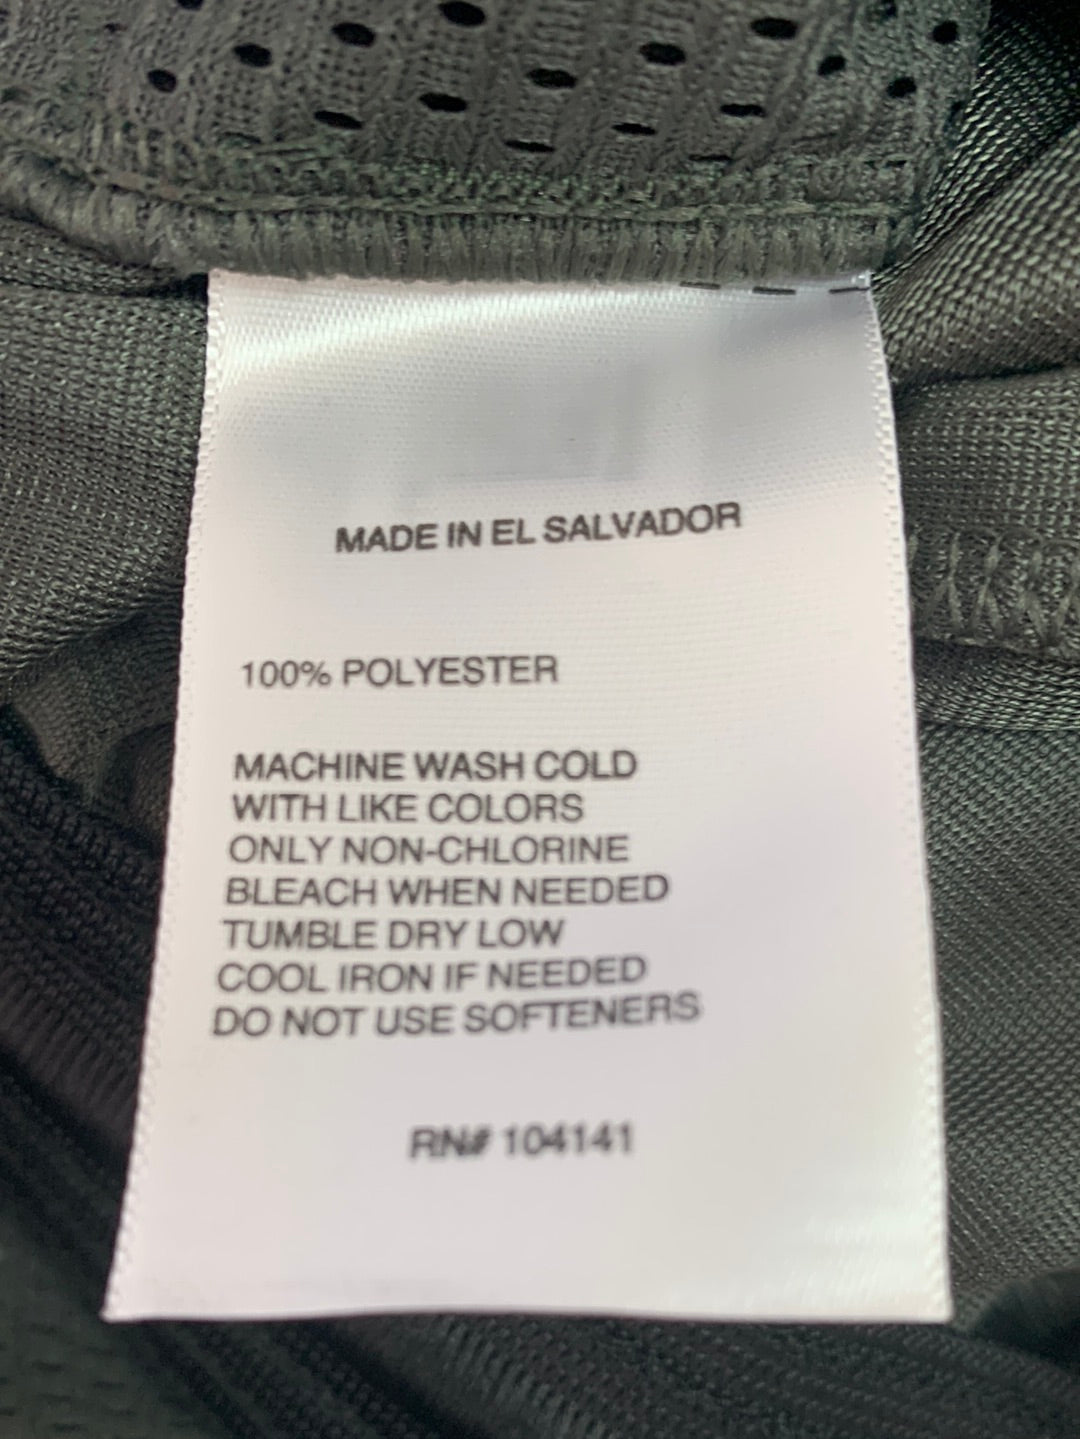 MADE IN EL SALVADOR
100% POLYESTER
MACHINE WASH COLD
WITH LIKE COLORS
ONLY NON-CHLORINE
BLEACH WHEN NEEDED
TUMBLE DRY LOW
COOL IRON IF NEEDED
DO NOT USE SOFTENERS
RN# 104141